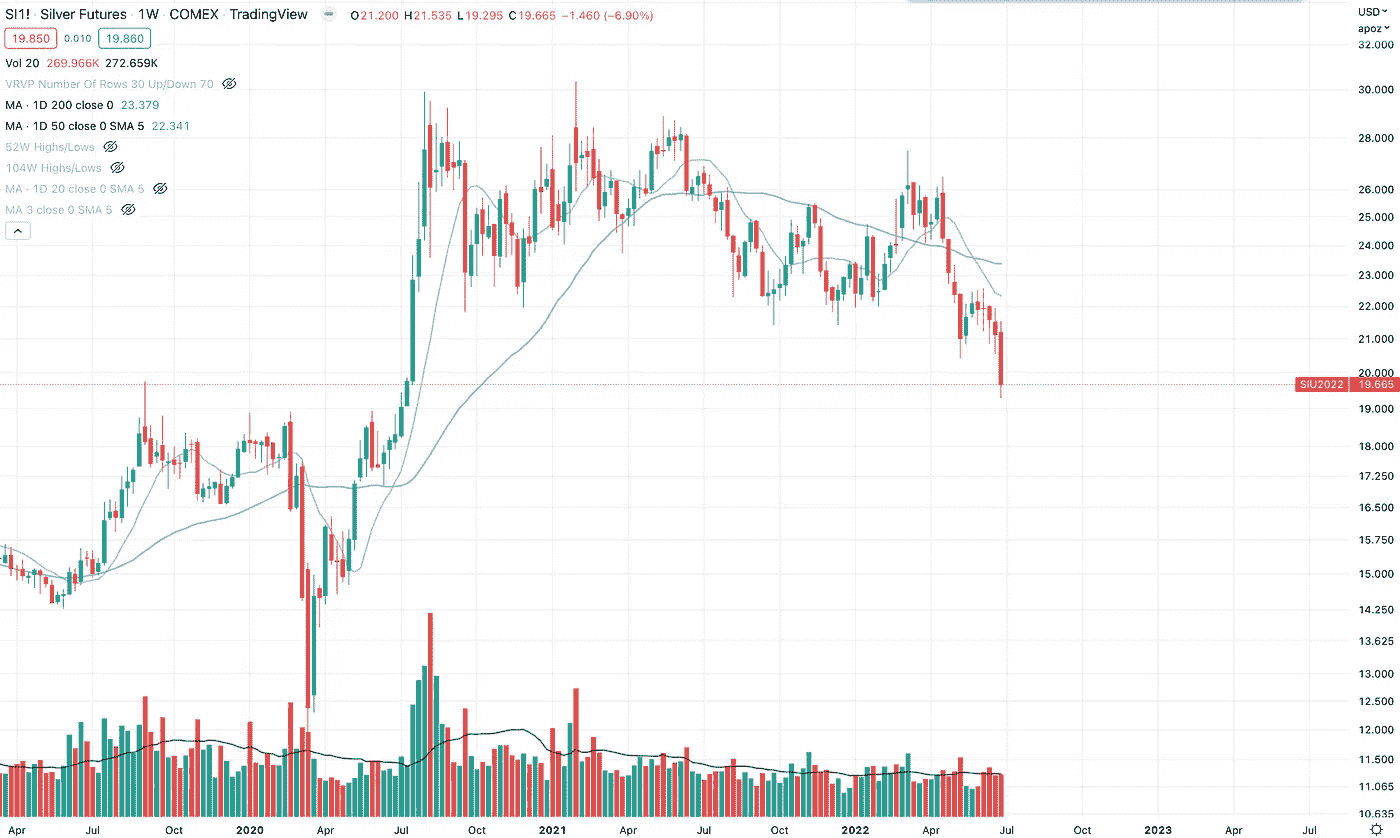 SI1! · Silver Futures · 1W · COMEX · TradingView O21.200 H21.535 L19.295 C19.665 −1.460 (−6.90%)
19.850 0.010 19.860
Vol 20 269.966K 272.659K
VRVP Number Of Rows 30 Up/Down 70
MA · 1D 200 close 0 23.379
MA · 1D 50 close 0 SMA 5 22.341
52W Highs/Lows
104W Highs/Lows
MA · 1D 20 close 0 SMA 5
MA 3 close 0 SMA 5
USD
apoz
32.000
30.000
28.000
26.000
25.000
24.000
23.000
22.000
21.000
20.000
SIU2022 19.665
19.000
18.000
17.250
16.500
15.750
15.000
14.250
13.625
13.000
12.500
12.000
11.500
11.065
10.635
Apr Jul Oct 2020 Apr Jul Oct 2021 Apr Jul Oct 2022 Apr Jul Oct 2023 Apr Jul